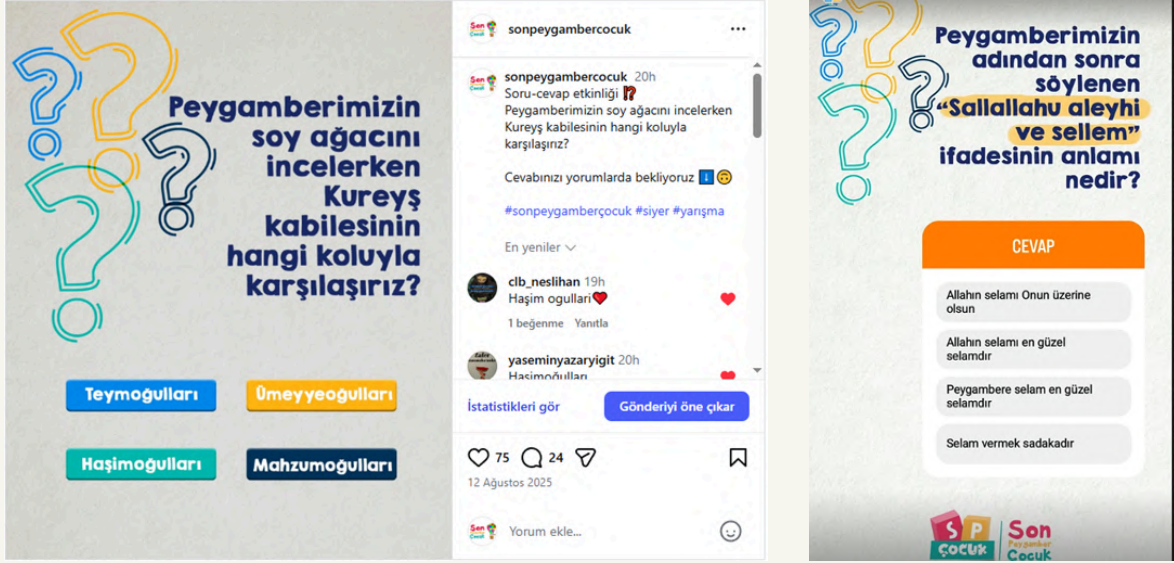 Peygamberimizin
soy ağacını
incelerken
Kureyş
kabilesinin
hangi koluyla
karşılaşırız?
Teymoğulları
Ümeyyeoğulları
Haşimoğulları
Mahzumoğulları
Son
Çocuk
sonpeygambercocuk
sonpeygambercocuk 20h
Soru-cevap etkinliği ⁉️
Peygamberimizin soy ağacını incelerken
Kureyş kabilesinin hangi koluyla
karşılaşırız?
Cevabınızı yorumlarda bekliyoruz ⬇️🙃
#sonpeygamberçocuk #siyer #yarışma
En yeniler
clb_neslihan 19h
Haşim ogullari❤️
1 beğenme Yanıtla
yaseminyazaryigit 20h
Haşimoğulları
İstatistikleri gör
Gönderiyi öne çıkar
75 24
12 Ağustos 2025
Yorum ekle...
Peygamberimizin
adından sonra
söylenen
“Sallallahu aleyhi
ve sellem”
ifadesinin anlamı
nedir?
CEVAP
Allahın selamı Onun üzerine
olsun
Allahın selamı en güzel
selamdır
Peygambere selam en güzel
selamdır
Selam vermek sadakadır
SP
ÇOCUK
Son
Peygamber
Çocuk